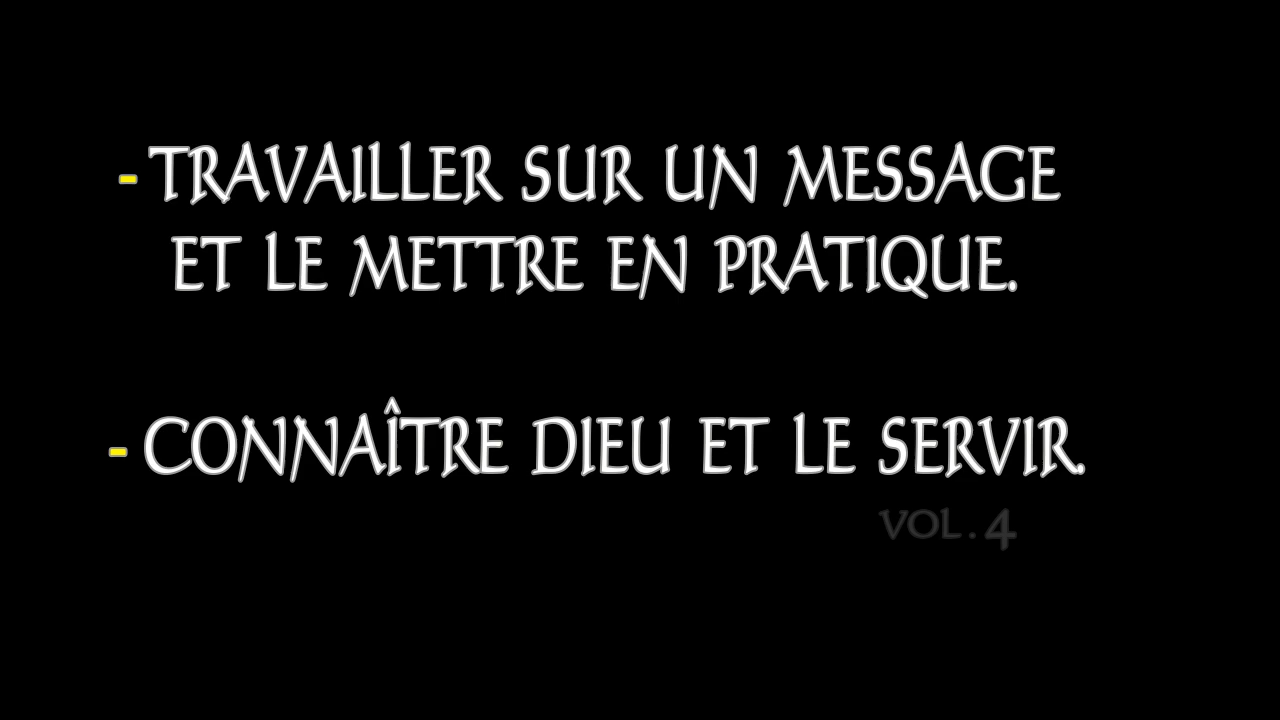 - TRAVAILLER SUR UN MESSAGE
ET LE METTRE EN PRATIQUE.
- CONNAÎTRE DIEU ET LE SERVIR.
VOL. 4